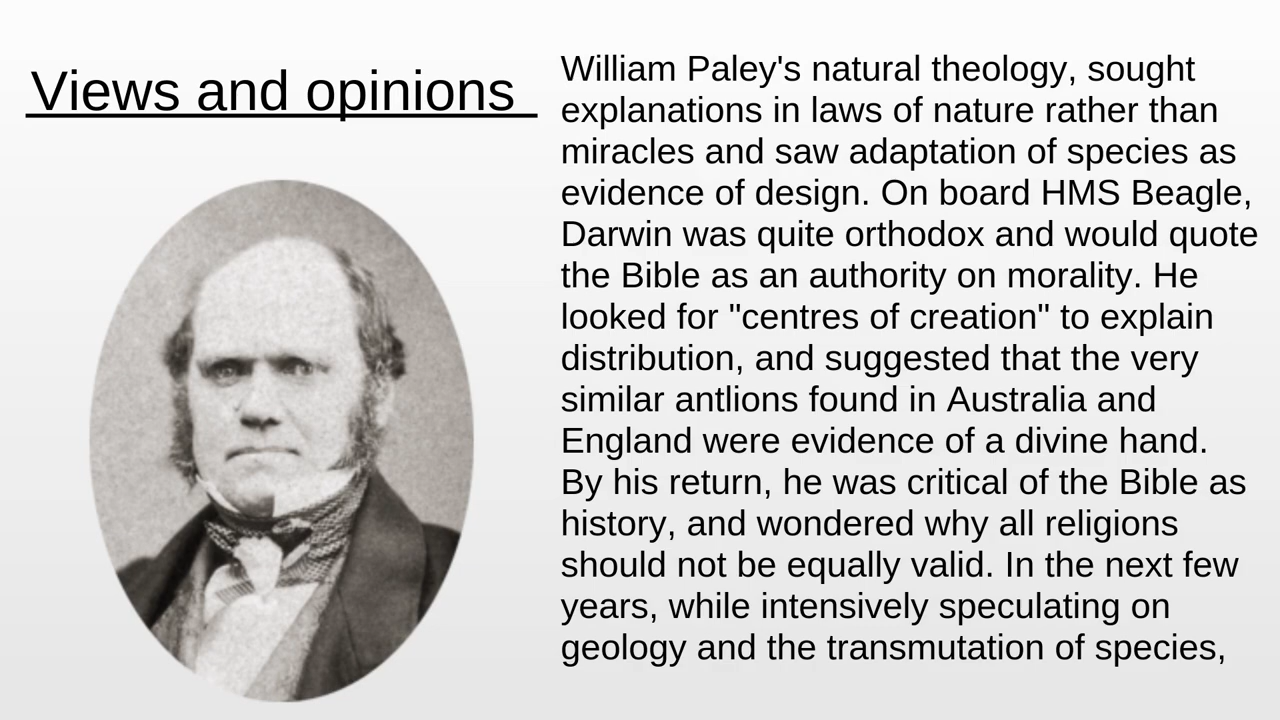 Views and opinions
William Paley's natural theology, sought
explanations in laws of nature rather than
miracles and saw adaptation of species as
evidence of design. On board HMS Beagle,
Darwin was quite orthodox and would quote
the Bible as an authority on morality. He
looked for "centres of creation" to explain
distribution, and suggested that the very
similar antlions found in Australia and
England were evidence of a divine hand.
By his return, he was critical of the Bible as
history, and wondered why all religions
should not be equally valid. In the next few
years, while intensively speculating on
geology and the transmutation of species,